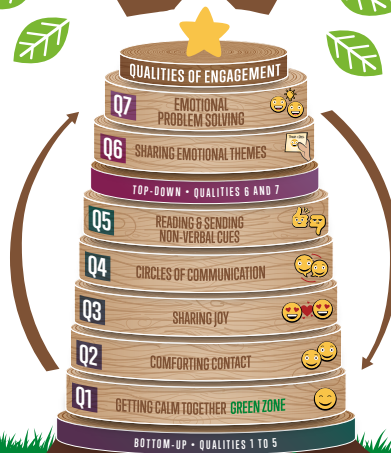 QUALITIES OF ENGAGEMENT
Q7
EMOTIONAL
PROBLEM SOLVING
Q6
SHARING EMOTIONAL THEMES
TOP-DOWN • QUALITIES 6 AND 7
Q5
READING & SENDING
NON-VERBAL CUES
Q4
CIRCLES OF COMMUNICATION
Q3
SHARING JOY
Q2
COMFORTING CONTACT
Q1
GETTING CALM TOGETHER GREEN ZONE
BOTTOM-UP • QUALITIES 1 TO 5